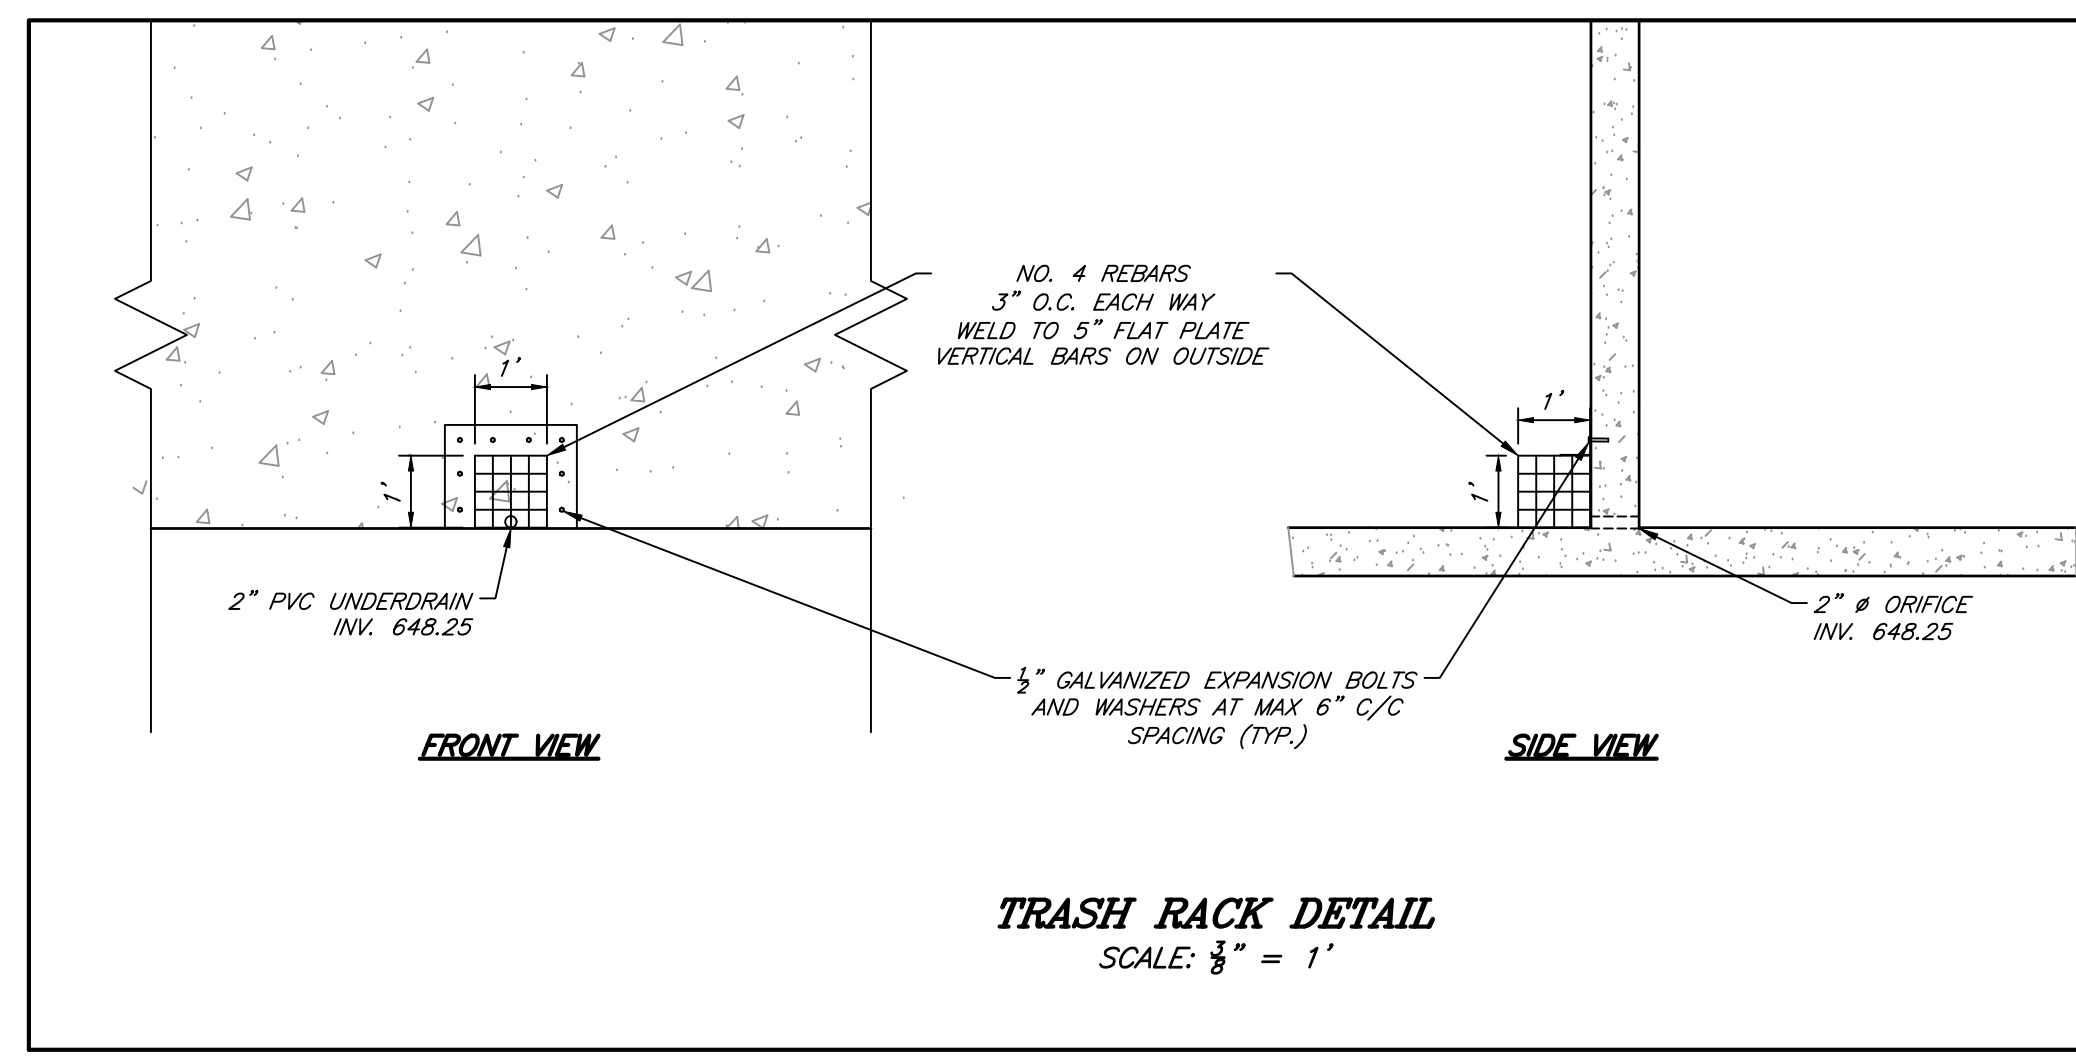 NO. 4 REBARS
3" O.C. EACH WAY
WELD TO 5" FLAT PLATE
VERTICAL BARS ON OUTSIDE
1'
1'
1'
1'
2" PVC UNDERDRAIN
INV. 648.25
2" ø ORIFICE
INV. 648.25
1/2" GALVANIZED EXPANSION BOLTS
AND WASHERS AT MAX 6" C/C
SPACING (TYP.)
FRONT VIEW
SIDE VIEW
TRASH RACK DETAIL
SCALE: 3/8" = 1'